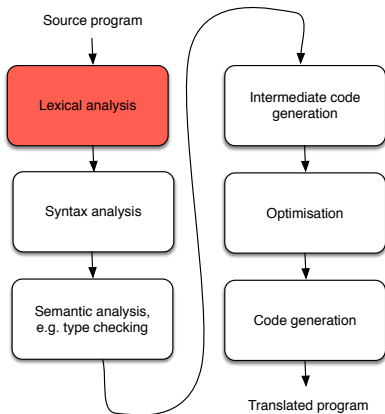 Source program
Lexical analysis
Syntax analysis
Semantic analysis,
e.g. type checking
Intermediate code
generation
Optimisation
Code generation
Translated program